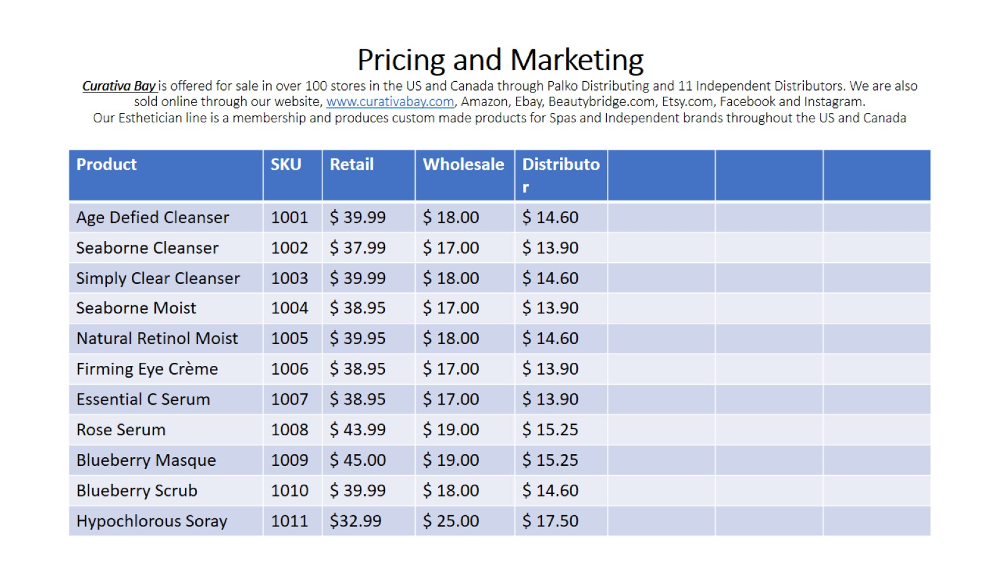 Pricing and Marketing
Curativa Bay is offered for sale in over 100 stores in the US and Canada through Palko Distributing and 11 Independent Distributors. We are also
sold online through our website, www.curativabay.com, Amazon, Ebay, Beautybridge.com, Etsy.com, Facebook and Instagram.
Our Esthetician line is a membership and produces custom made products for Spas and Independent brands throughout the US and Canada
Product SKU Retail Wholesale Distributo
r
Age Defied Cleanser 1001 $ 39.99 $ 18.00 $ 14.60
Seaborne Cleanser 1002 $ 37.99 $ 17.00 $ 13.90
Simply Clear Cleanser 1003 $ 39.99 $ 18.00 $ 14.60
Seaborne Moist 1004 $ 38.95 $ 17.00 $ 13.90
Natural Retinol Moist 1005 $ 39.95 $ 18.00 $ 14.60
Firming Eye Crème 1006 $ 38.95 $ 17.00 $ 13.90
Essential C Serum 1007 $ 38.95 $ 17.00 $ 13.90
Rose Serum 1008 $ 43.99 $ 19.00 $ 15.25
Blueberry Masque 1009 $ 45.00 $ 19.00 $ 15.25
Blueberry Scrub 1010 $ 39.99 $ 18.00 $ 14.60
Hypochlorous Soray 1011 $32.99 $ 25.00 $ 17.50